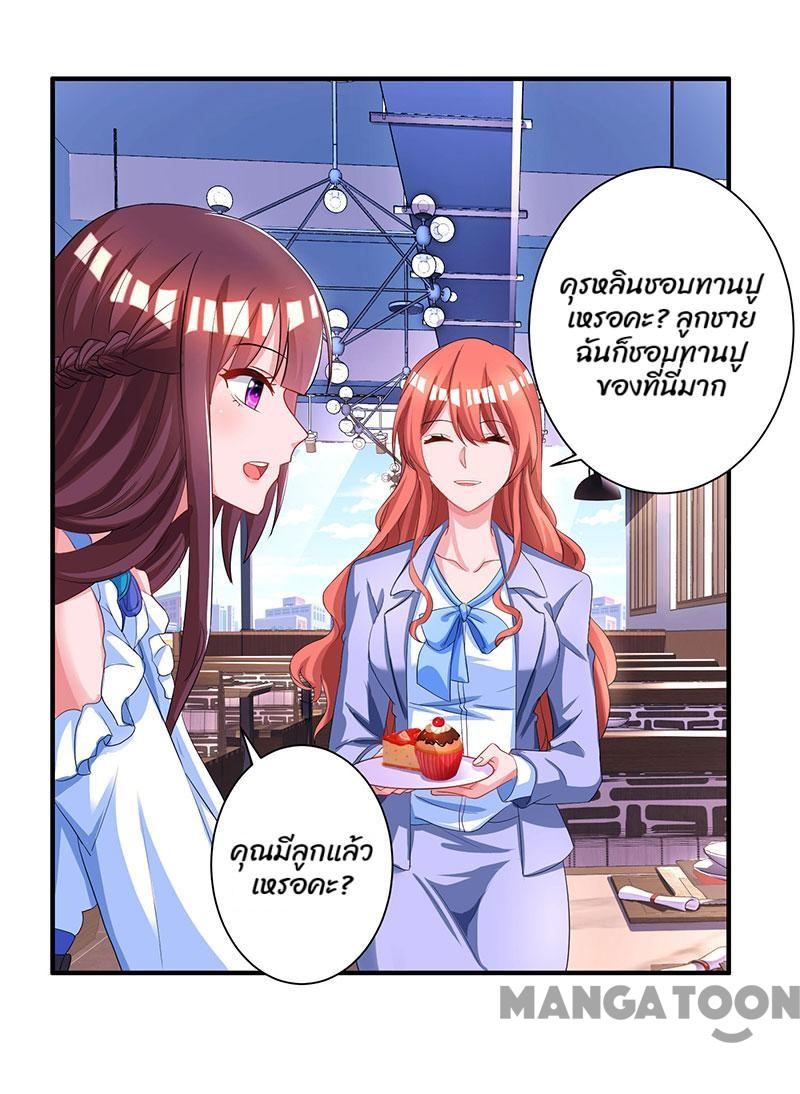 คุรหลินชอบทานปู
เหรอคะ? ลูกชาย
ฉันก็ชอบทานปู
ของที่นี่มาก
คุณมีลูกแล้ว
เหรอคะ?
MANGATOON